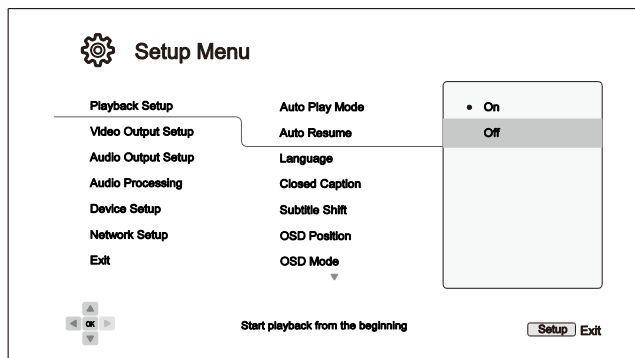 Setup Menu
Playback Setup
Video Output Setup
Audio Output Setup
Audio Processing
Device Setup
Network Setup
Exit
Auto Play Mode
Auto Resume
Language
Closed Caption
Subtitle Shift
OSD Position
OSD Mode
• On
Off
OK
Start playback from the beginning
Setup Exit